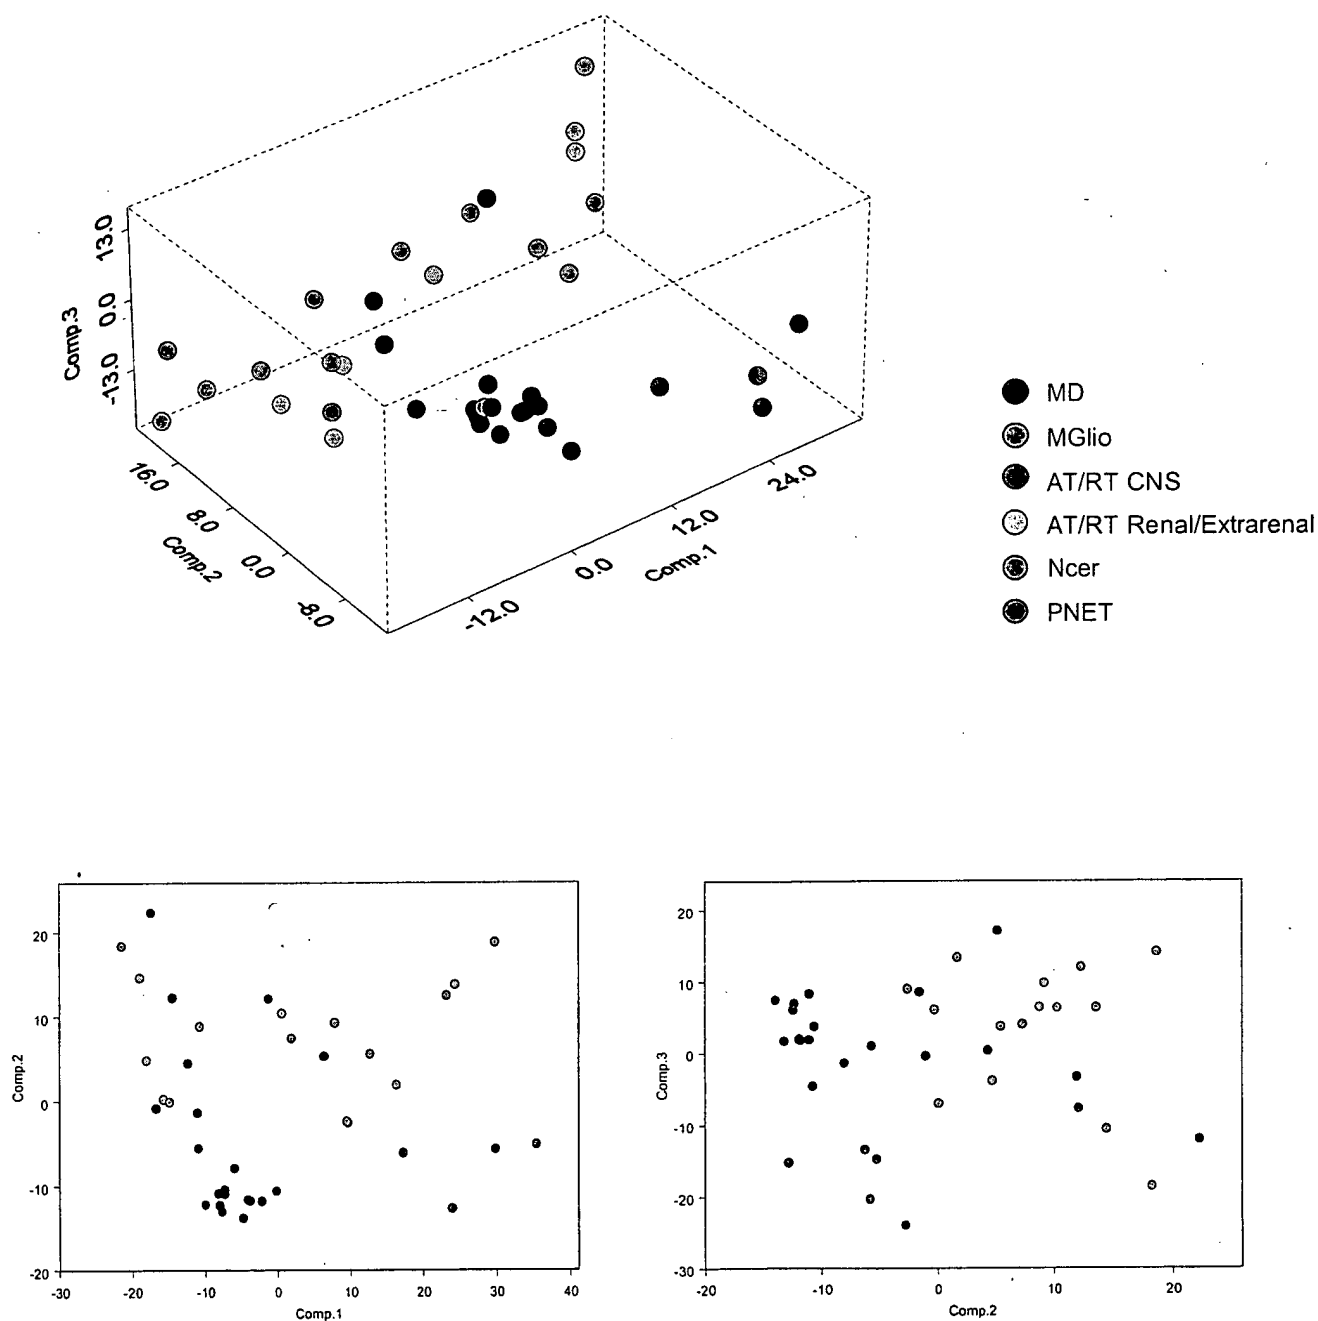 13.0
0.0
-13.0
Comp.3
16.0
8.0
0.0
-8.0
Comp.2
-12.0
0.0
12.0
24.0
Comp.1
MD
MGlio
AT/RT CNS
AT/RT Renal/Extrarenal
Ncer
PNET
20
10
0
-10
-20
Comp.2
-30 -20 -10 0 10 20 30 40
Comp.1
20
10
0
-10
-20
-30
Comp.3
-20 -10 0 10 20
Comp.2